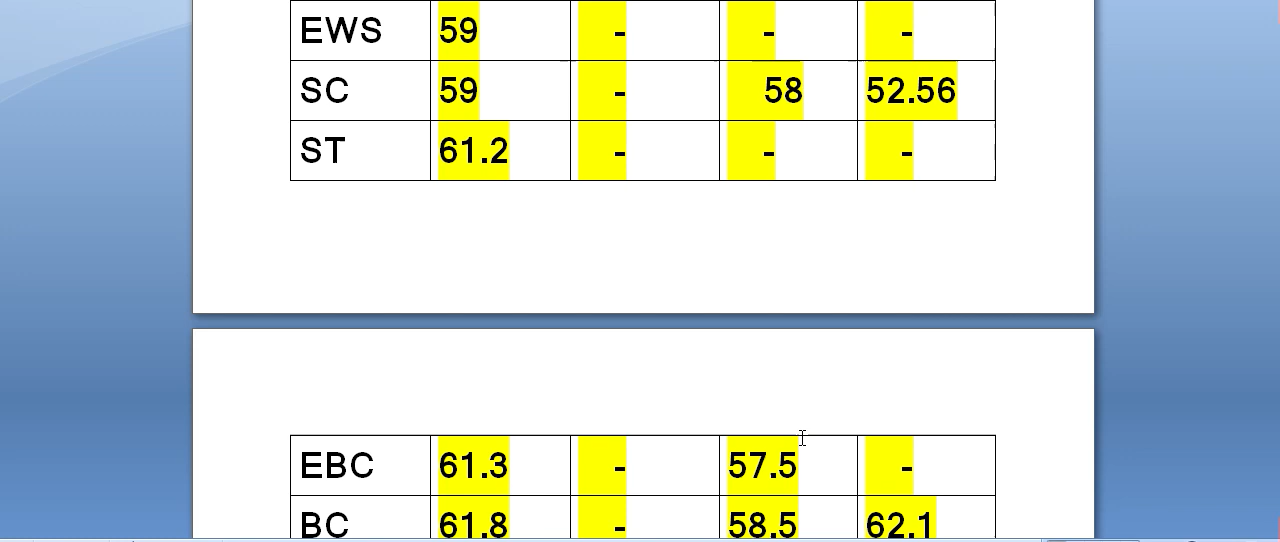 EWS 59 - - -
SC 59 - 58 52.56
ST 61.2 - - -
EBC 61.3 - 57.5 -
BC 61.8 - 58.5 62.1